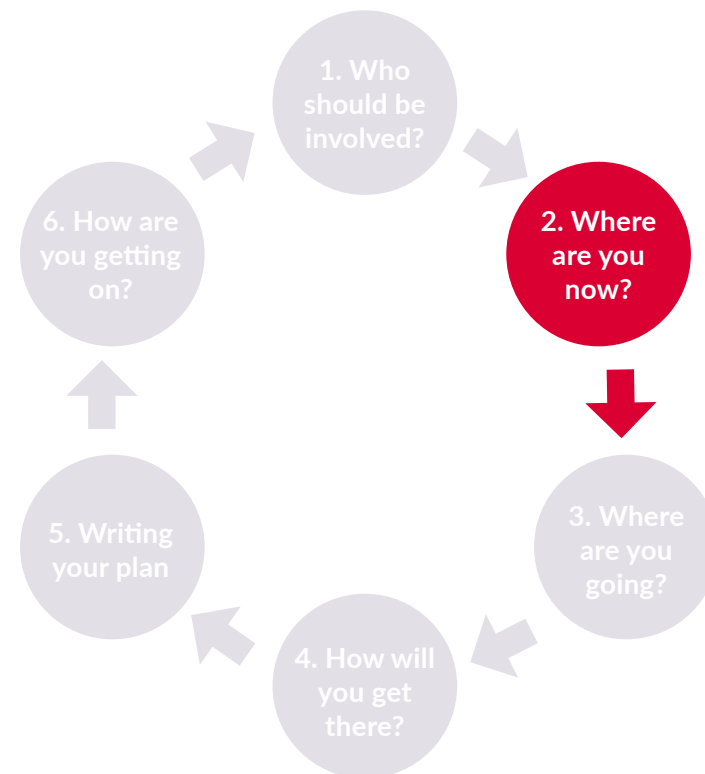 1. Who
should be
involved?
2. Where
are you
now?
3. Where
are you
going?
4. How will
you get
there?
5. Writing
your plan
6. How are
you getting
on?